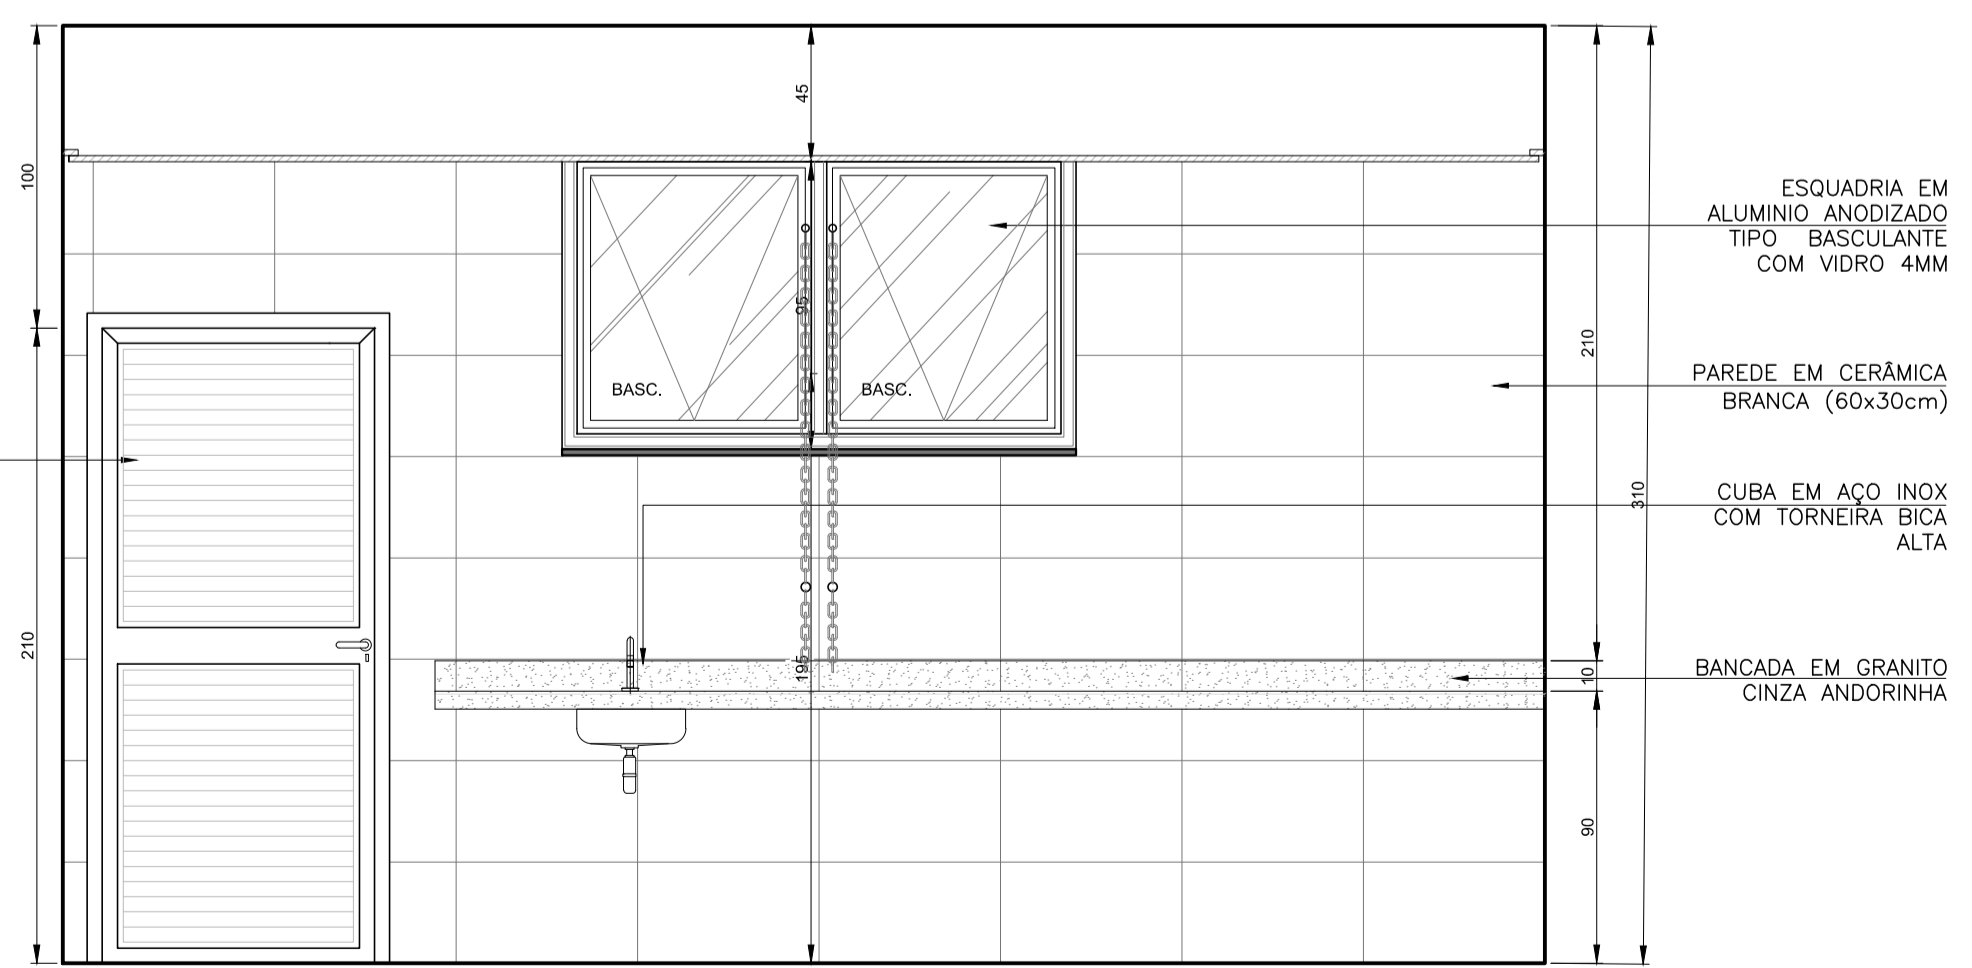 45
100
ESQUADRIA EM
ALUMINIO ANODIZADO
TIPO BASCULANTE
COM VIDRO 4MM
95
210
BASC.
BASC.
PAREDE EM CERÂMICA
BRANCA (60x30cm)
310
CUBA EM AÇO INOX
COM TORNEIRA BICA
ALTA
210
195
10
BANCADA EM GRANITO
CINZA ANDORINHA
90